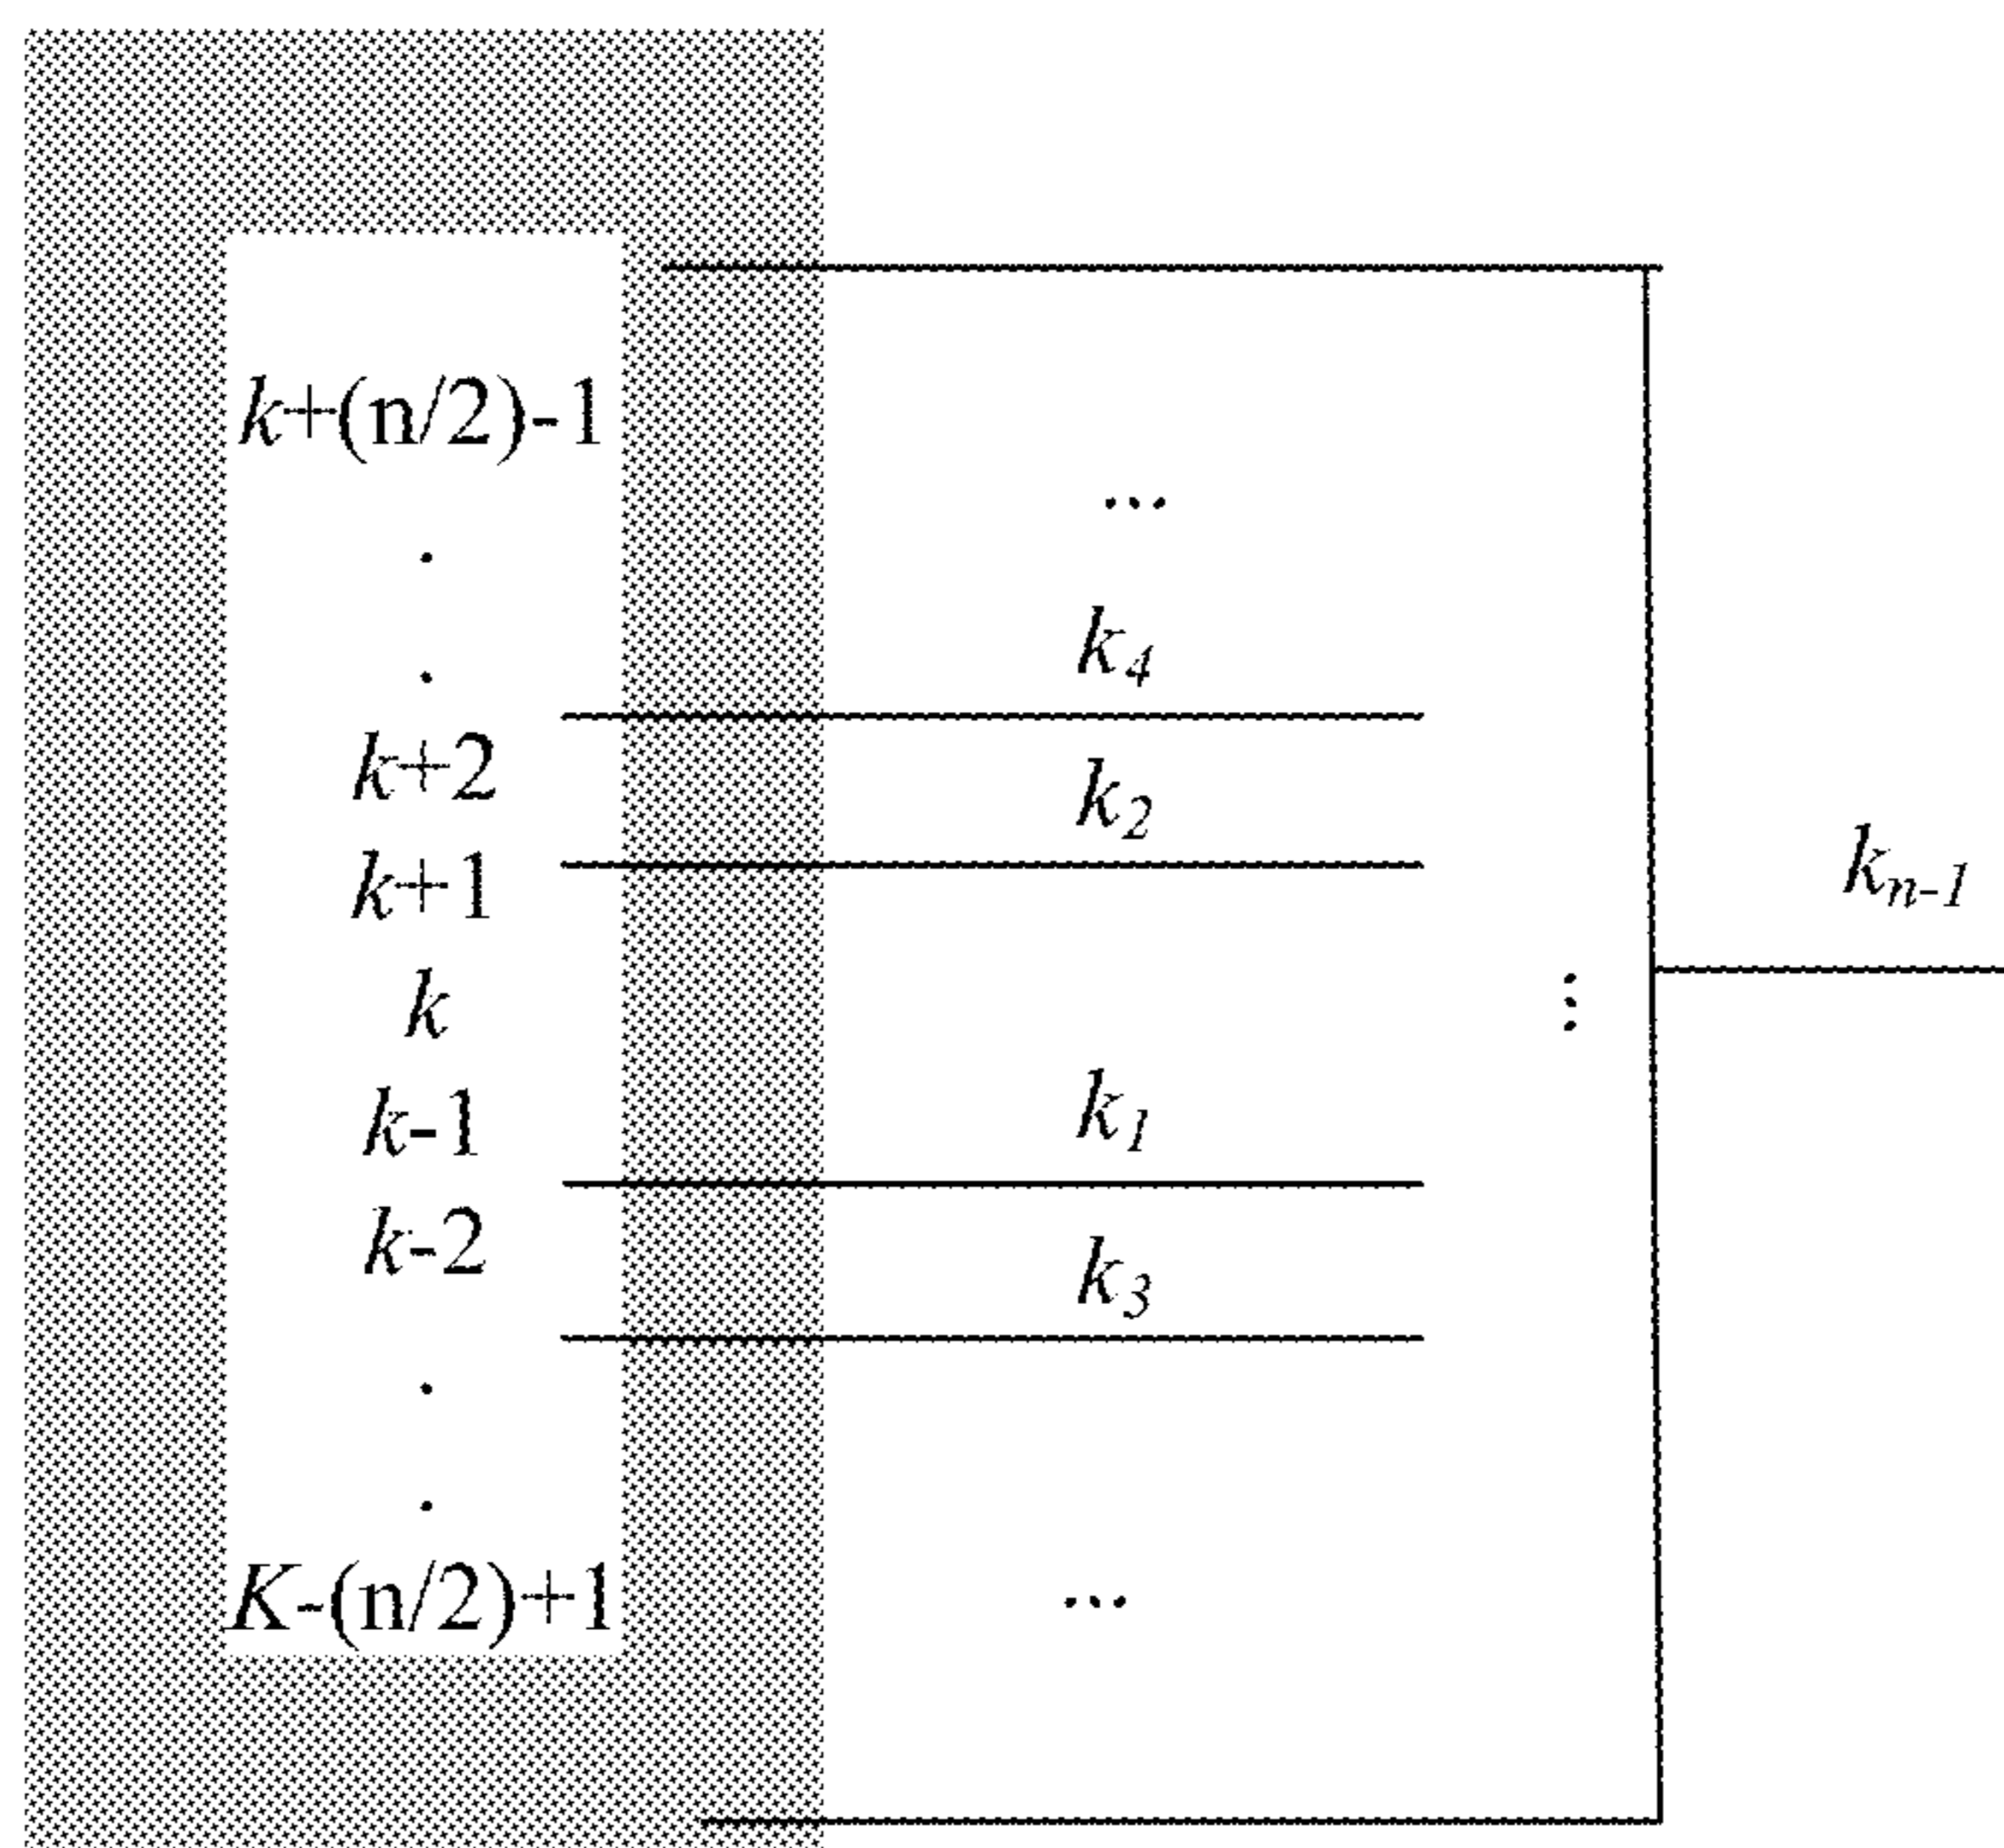 k+(n/2)-1
...
.
k4
.
k+2
k2
k+1
kn-1
k
⋮
k1
k-1
k-2
k3
.
.
K-(n/2)+1
...